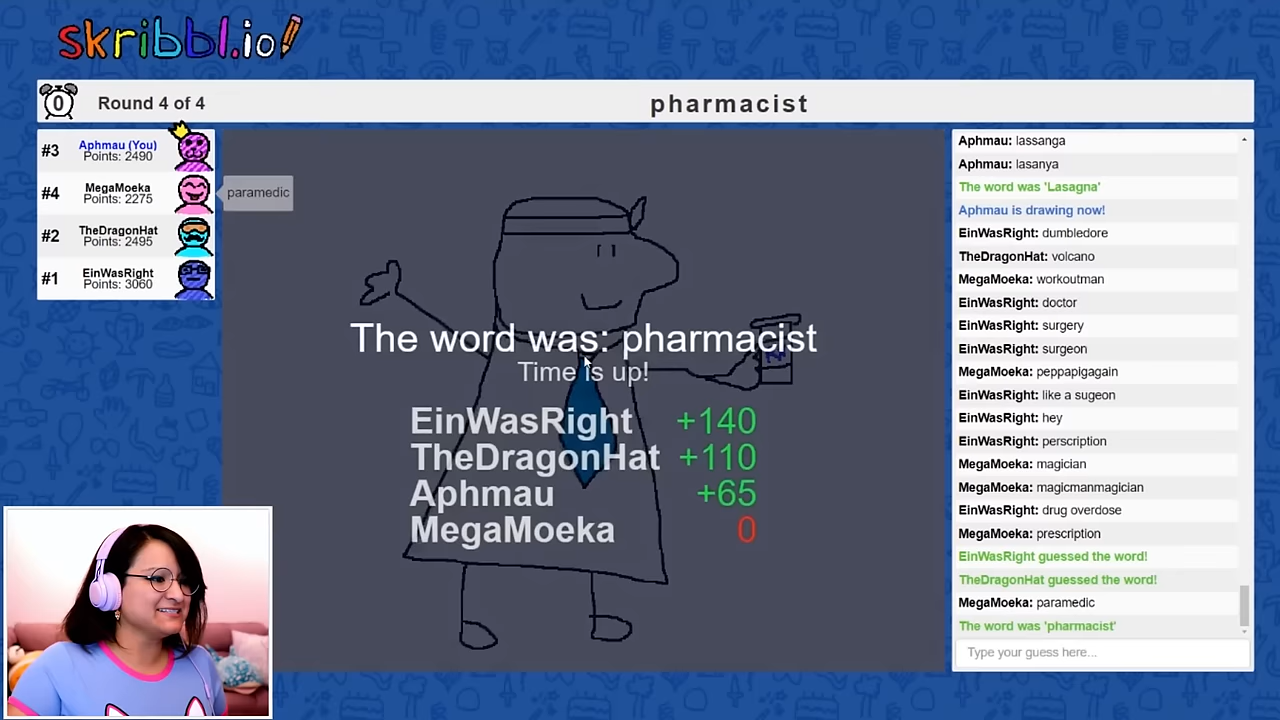 skribbl.io!
0
Round 4 of 4
pharmacist
#3
Aphmau (You)
Points: 2490
#4
MegaMoeka
Points: 2275
paramedic
#2
TheDragonHat
Points: 2495
#1
EinWasRight
Points: 3060
The word was: pharmacist
Time is up!
EinWasRight +140
TheDragonHat +110
Aphmau +65
MegaMoeka 0
Aphmau: lassanga
Aphmau: lasanya
The word was 'Lasagna'
Aphmau is drawing now!
EinWasRight: dumbledore
TheDragonHat: volcano
MegaMoeka: workoutman
EinWasRight: doctor
EinWasRight: surgery
EinWasRight: surgeon
MegaMoeka: peppapigagain
EinWasRight: like a sugeon
EinWasRight: hey
EinWasRight: perscription
MegaMoeka: magician
MegaMoeka: magicmanmagician
EinWasRight: drug overdose
MegaMoeka: prescription
EinWasRight guessed the word!
TheDragonHat guessed the word!
MegaMoeka: paramedic
The word was 'pharmacist'
Type your guess here...